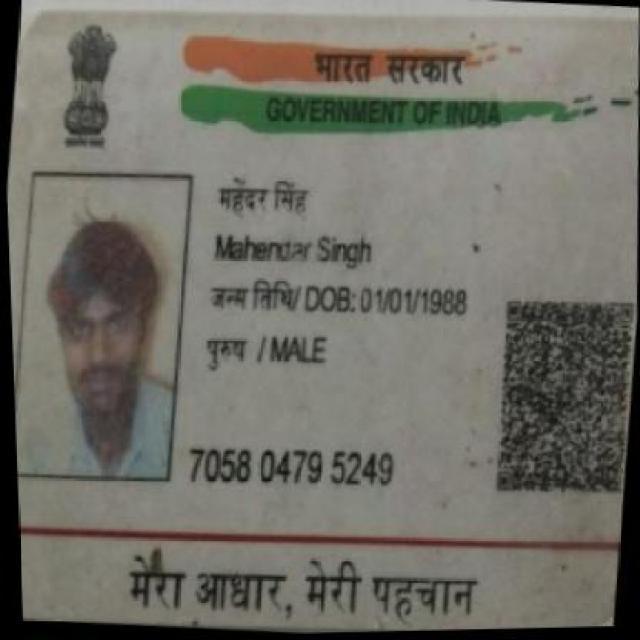 भारत सरकार
GOVERNMENT OF INDIA
महेंदर सिंह
Mahendar Singh
जन्म तिथि/ DOB: 01/01/1988
पुरुष / MALE
7058 0479 5249
मेरा आधार, मेरी पहचान